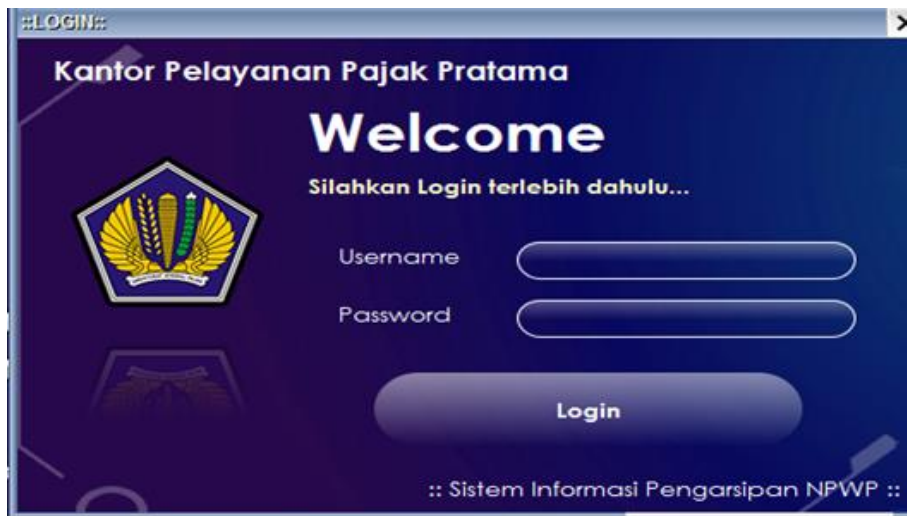 ::LOGIN::
Kantor Pelayanan Pajak Pratama
Welcome
Silahkan Login terlebih dahulu...
Username
Password
Login
:: Sistem Informasi Pengarsipan NPWP ::